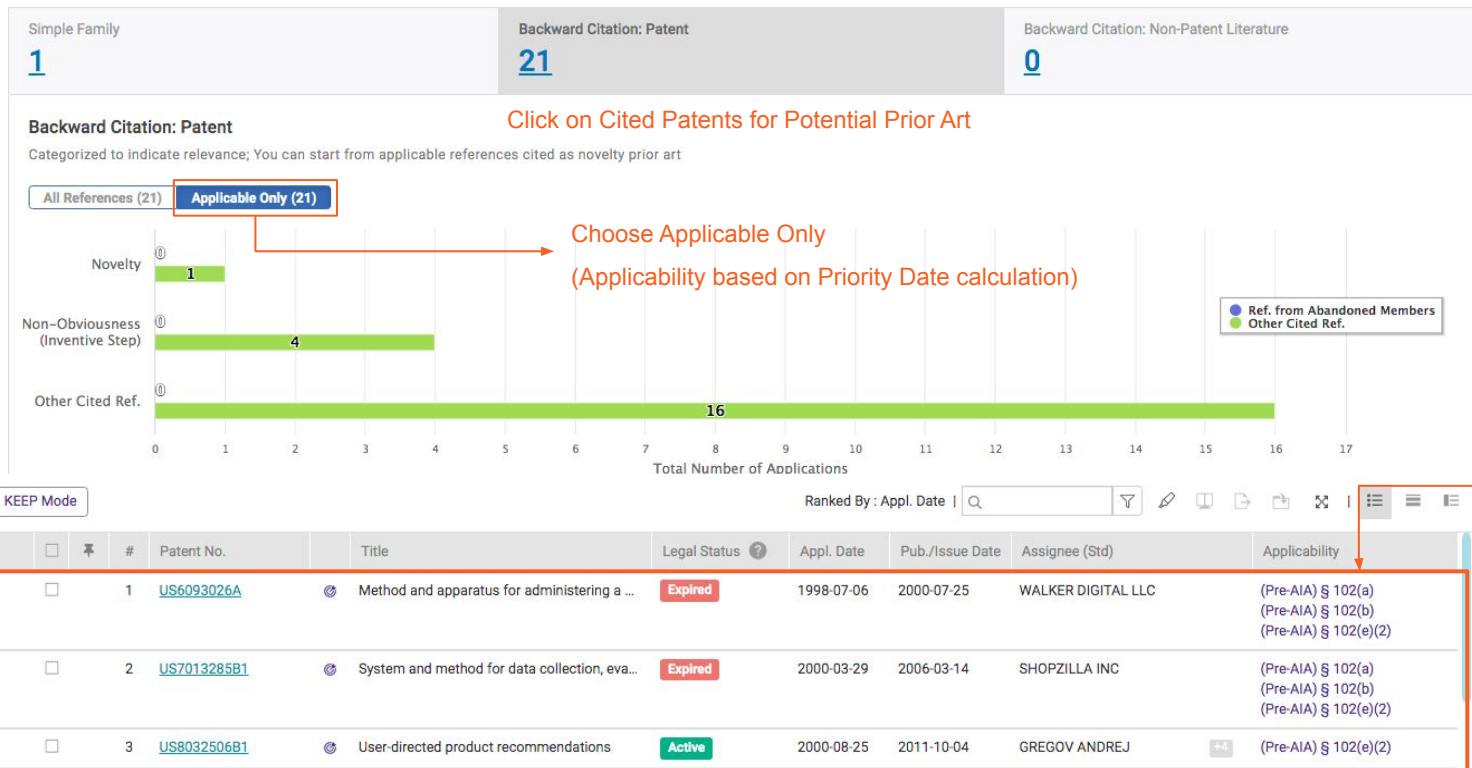 Simple Family
1
Backward Citation: Patent
21
Backward Citation: Non-Patent Literature
0
Click on Cited Patents for Potential Prior Art
Backward Citation: Patent
Categorized to indicate relevance; You can start from applicable references cited as novelty prior art
All References (21)
Applicable Only (21)
Choose Applicable Only
(Applicability based on Priority Date calculation)
Novelty
0
1
Non-Obviousness
(Inventive Step)
0
4
Other Cited Ref.
0
16
Ref. from Abandoned Members
Other Cited Ref.
0 1 2 3 4 5 6 7 8 9 10 11 12 13 14 15 16 17
Total Number of Applications
KEEP Mode
Ranked By : Appl. Date |
# Patent No. Title Legal Status ? Appl. Date Pub./Issue Date Assignee (Std) Applicability
1 US6093026A Method and apparatus for administering a ... Expired 1998-07-06 2000-07-25 WALKER DIGITAL LLC (Pre-AIA) § 102(a)
(Pre-AIA) § 102(b)
(Pre-AIA) § 102(e)(2)
2 US7013285B1 System and method for data collection, eva... Expired 2000-03-29 2006-03-14 SHOPZILLA INC (Pre-AIA) § 102(a)
(Pre-AIA) § 102(b)
(Pre-AIA) § 102(e)(2)
3 US8032506B1 User-directed product recommendations Active 2000-08-25 2011-10-04 GREGOV ANDREJ +4 (Pre-AIA) § 102(e)(2)